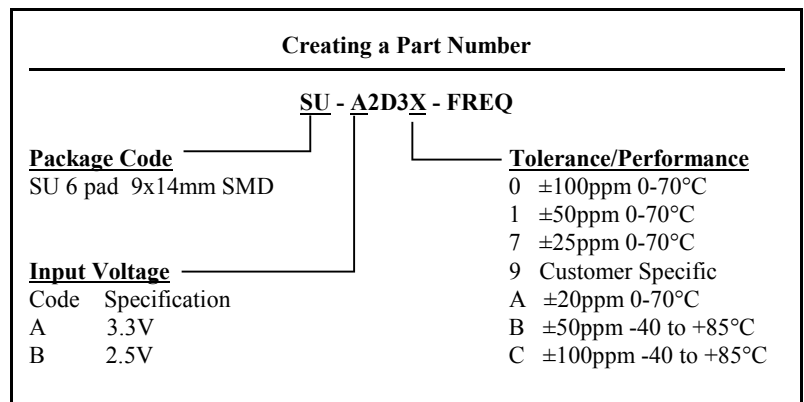 Creating a Part Number
SU - A2D3X - FREQ
Package Code
SU 6 pad 9x14mm SMD
Input Voltage
Code Specification
A 3.3V
B 2.5V
Tolerance/Performance
0 ±100ppm 0-70°C
1 ±50ppm 0-70°C
7 ±25ppm 0-70°C
9 Customer Specific
A ±20ppm 0-70°C
B ±50ppm -40 to +85°C
C ±100ppm -40 to +85°C